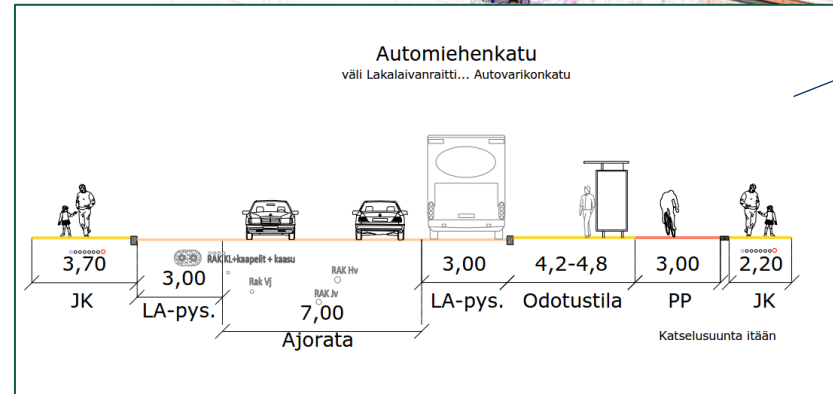 Automiehenkatu
väli Lakalaivanraitti... Autovarikonkatu
3,70
3,00
RAK KL+kaapelit + kaasu
Rak Vj
RAK Hv
RAK Jv
7,00
3,00
4,2-4,8
3,00
2,20
JK
LA-pys.
Ajorata
LA-pys.
Odotustila
PP
JK
Katselusuunta itään